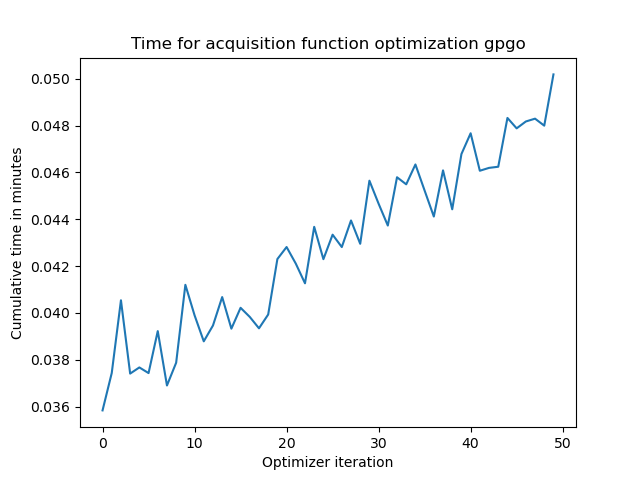 Time for acquisition function optimization gpgo
Cumulative time in minutes
0.050
0.048
0.046
0.044
0.042
0.040
0.038
0.036
0 10 20 30 40 50
Optimizer iteration